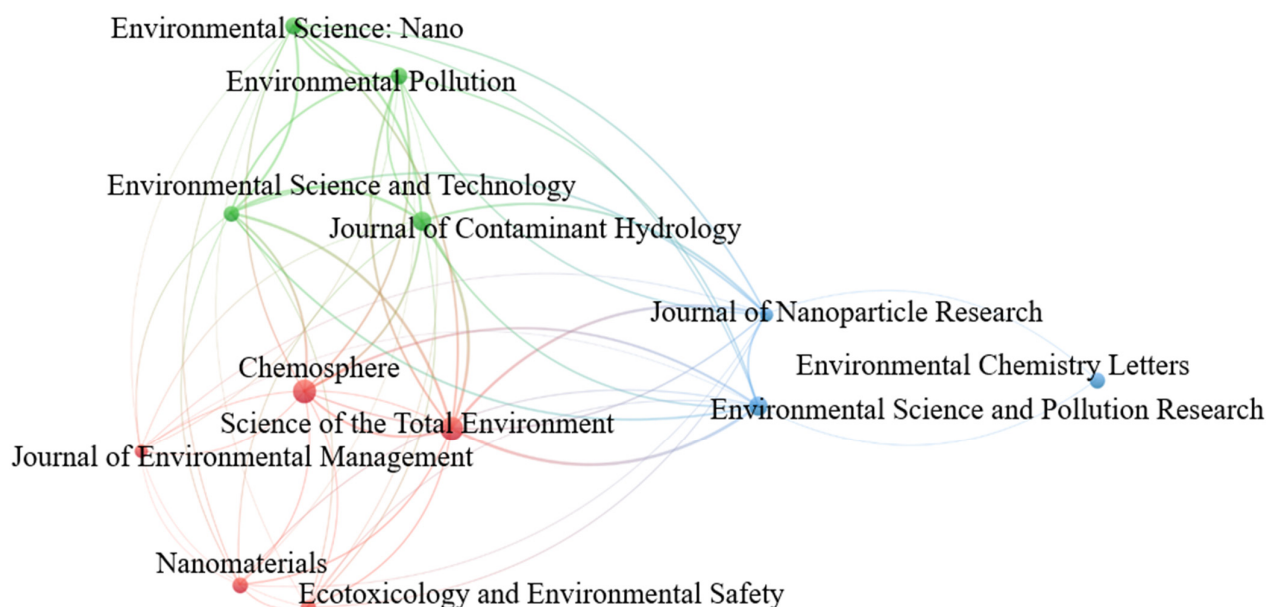 Environmental Science: Nano
Environmental Pollution
Environmental Science and Technology
Journal of Contaminant Hydrology
Journal of Nanoparticle Research
Environmental Chemistry Letters
Chemosphere
Environmental Science and Pollution Research
Science of the Total Environment
Journal of Environmental Management
Nanomaterials
Ecotoxicology and Environmental Safety